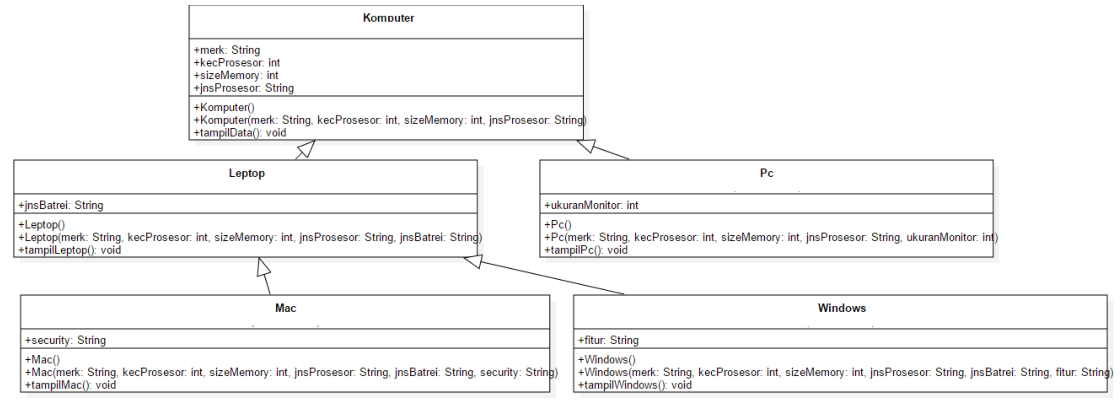 Komputer
+merk: String
+kecProsesor: int
+sizeMemory: int
+jnsProsesor: String
+Komputer()
+Komputer(merk: String, kecProsesor: int, sizeMemory: int, jnsProsesor: String)
+tampilData(): void
Leptop
+jnsBatrei: String
+Leptop()
+Leptop(merk: String, kecProsesor: int, sizeMemory: int, jnsProsesor: String, jnsBatrei: String)
+tampilLeptop(): void
Pc
+ukuranMonitor: int
+Pc()
+Pc(merk: String, kecProsesor: int, sizeMemory: int, jnsProsesor: String, ukuranMonitor: int)
+tampilPc(): void
Mac
+security: String
+Mac()
+Mac(merk: String, kecProsesor: int, sizeMemory: int, jnsProsesor: String, jnsBatrei: String, security: String)
+tampilMac(): void
Windows
+fitur: String
+Windows()
+Windows(merk: String, kecProsesor: int, sizeMemory: int, jnsProsesor: String, jnsBatrei: String, fitur: String)
+tampilWindows(): void